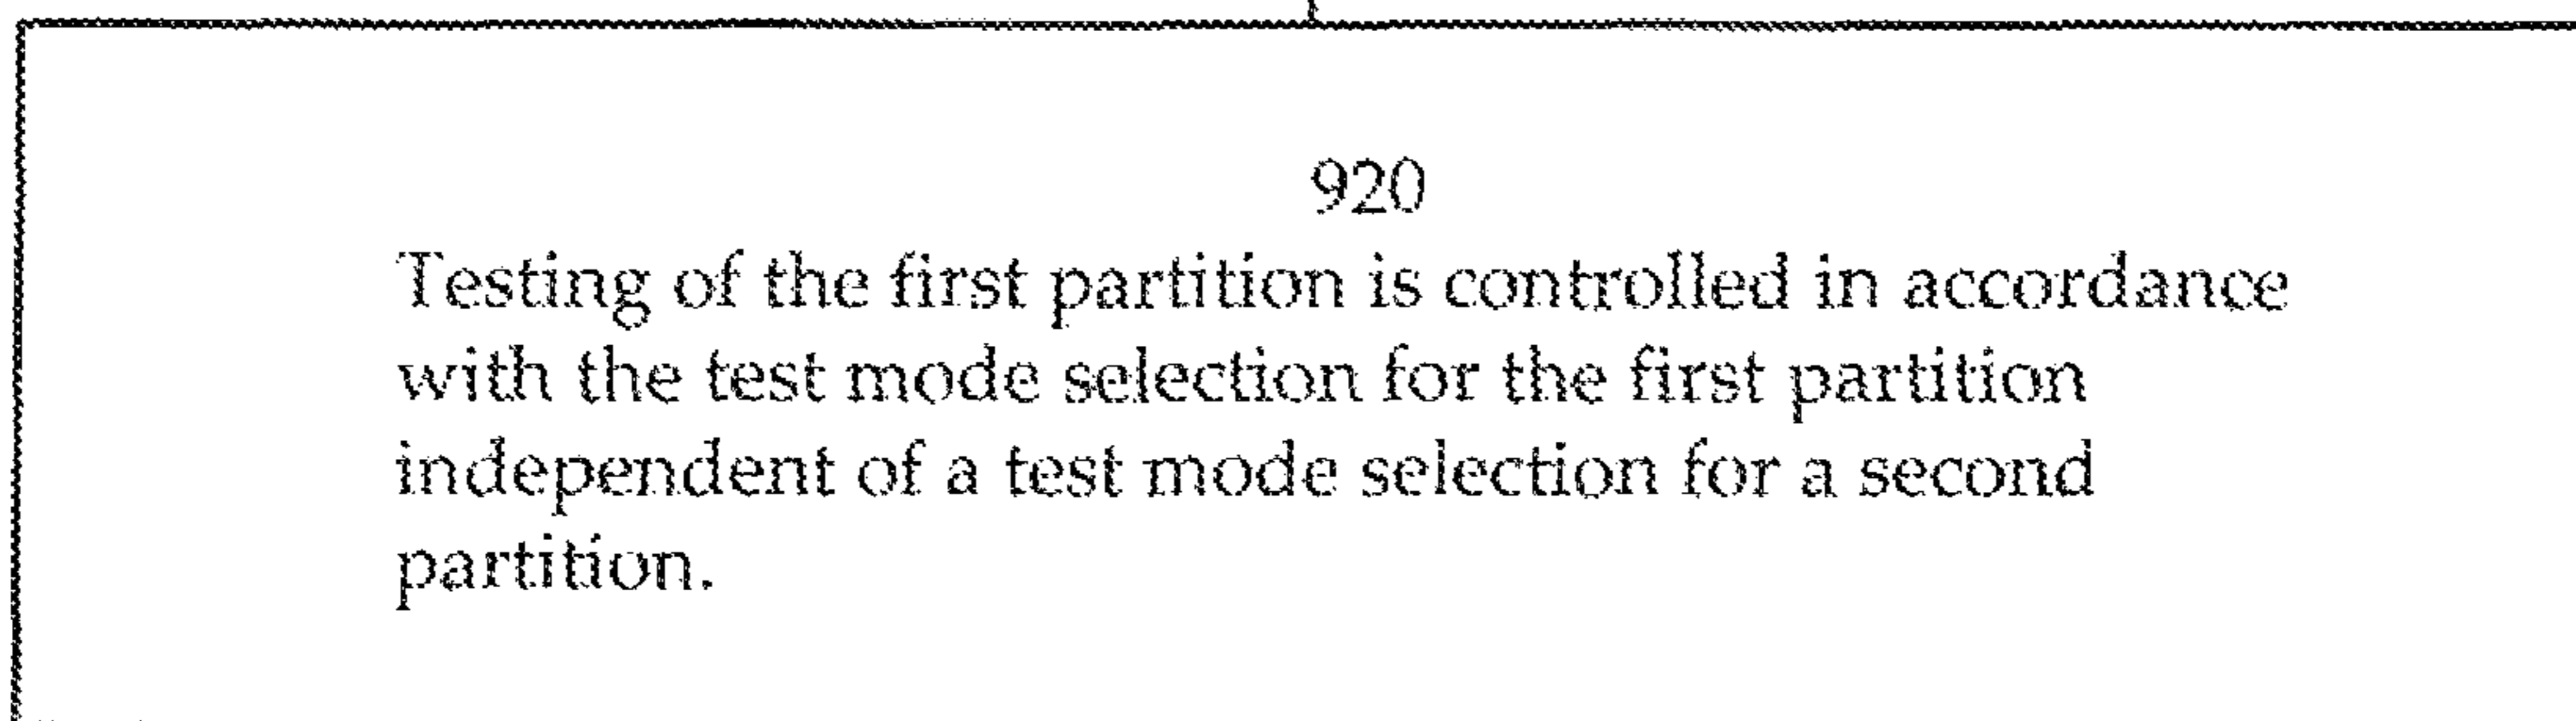 920
Testing of the first partition is controlled in accordance
with the test mode selection for the first partition
independent of a test mode selection for a second
partition.